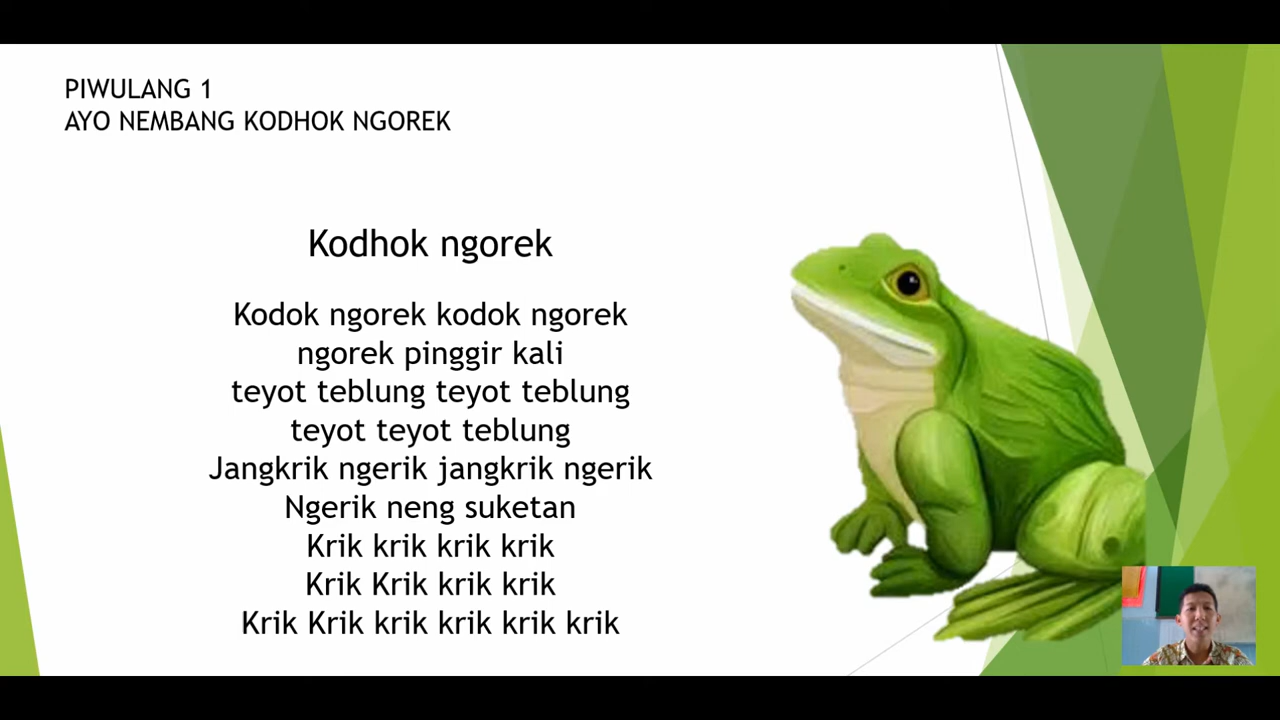 PIWULANG 1
AYO NEMBANG KODHOK NGOREK
Kodhok ngorek
Kodok ngorek kodok ngorek
ngorek pinggir kali
teyot teblung teyot teblung
teyot teyot teblung
Jangkrik ngerik jangkrik ngerik
Ngerik neng suketan
Krik krik krik krik
Krik Krik krik krik
Krik Krik krik krik krik krik